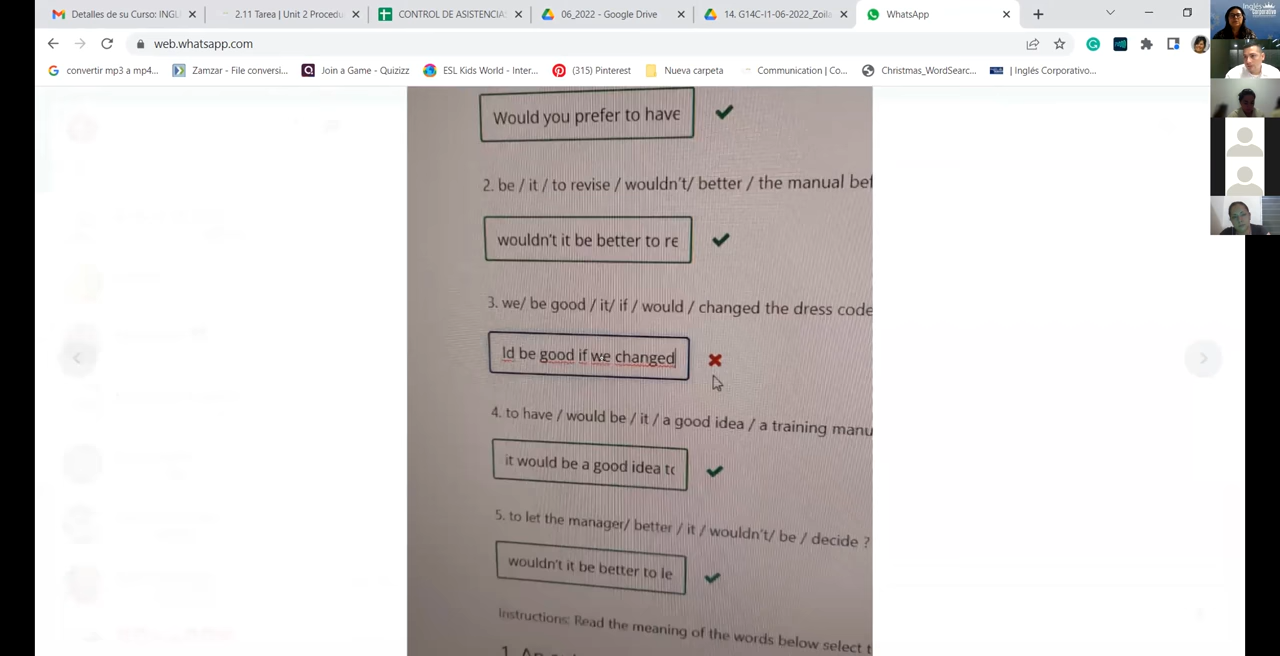 Detalles de su Curso: INGL
2.11 Tarea | Unit 2 Procedu
CONTROL DE ASISTENCIA
06_2022 - Google Drive
14. G14C-I1-06-2022_Zoila
WhatsApp
Inglés Corporativo
web.whatsapp.com
convertir mp3 a mp4...
Zamzar - File conversi...
Join a Game - Quizizz
ESL Kids World - Inter...
(315) Pinterest
Nueva carpeta
Communication | Co...
Christmas_WordSearc...
| Inglés Corporativo...
Would you prefer to have
2. be / it / to revise / wouldn't/ better / the manual bef
wouldn't it be better to re
3. we/ be good / it/ if / would / changed the dress code
ld be good if we changed
4. to have / would be / it / a good idea / a training manu
it would be a good idea to
5. to let the manager/ better / it / wouldn't/ be / decide ?
wouldn't it be better to le
Instructions: Read the meaning of the words below select t